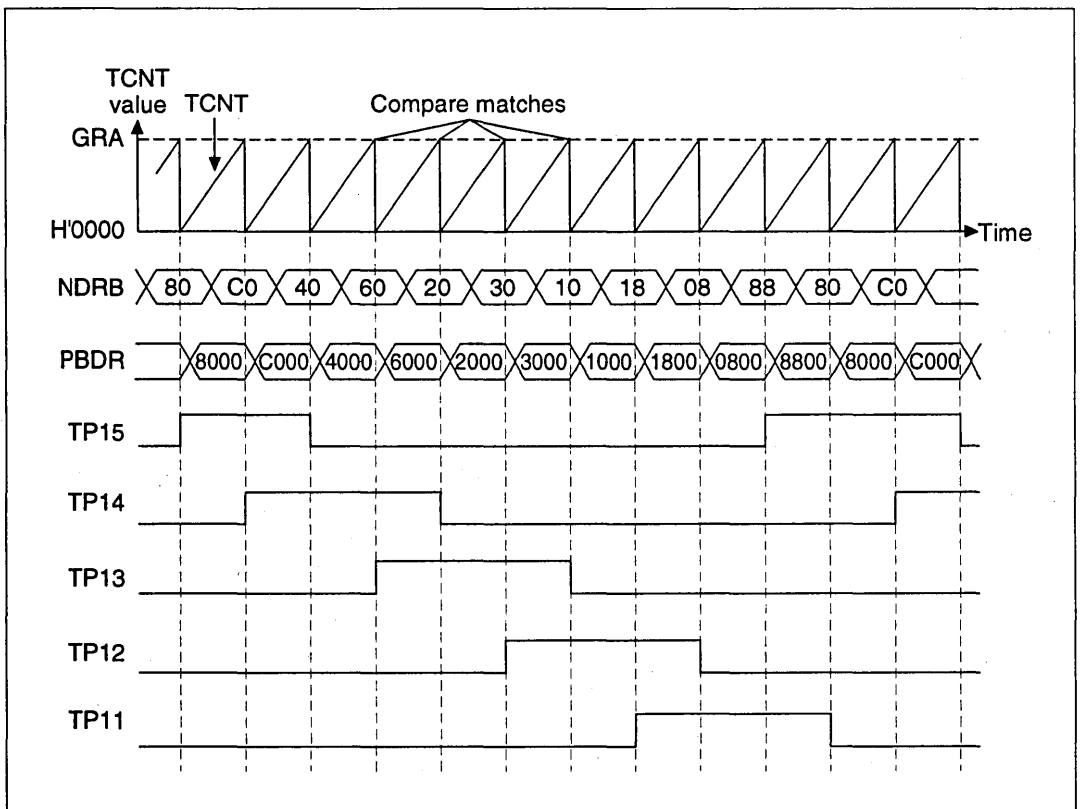 TCNT
value TCNT Compare matches
GRA
H'0000 Time
NDRB 80 C0 40 60 20 30 10 18 08 88 80 C0
PBDR 8000 C000 4000 6000 2000 3000 1000 1800 0800 8800 8000 C000
TP15
TP14
TP13
TP12
TP11